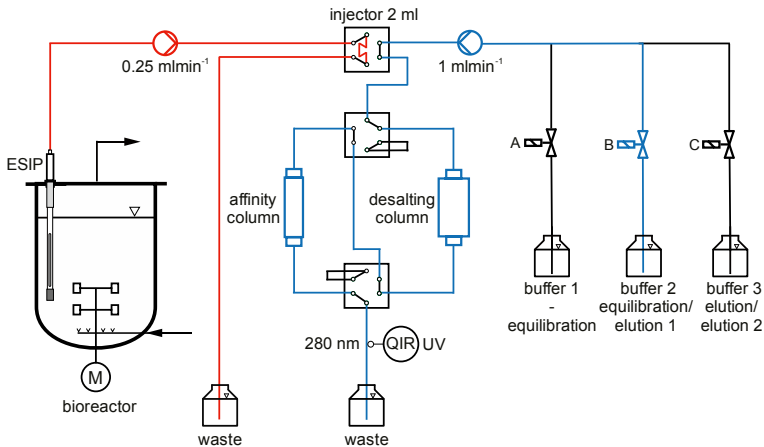 injector 2 ml
0.25 mlmin⁻¹
1 mlmin⁻¹
ESIP
A
B
C
affinity
column
desalting
column
buffer 1
-
equilibration
buffer 2
equilibration/
elution 1
buffer 3
elution/
elution 2
280 nm
QIR
UV
M
bioreactor
waste
waste